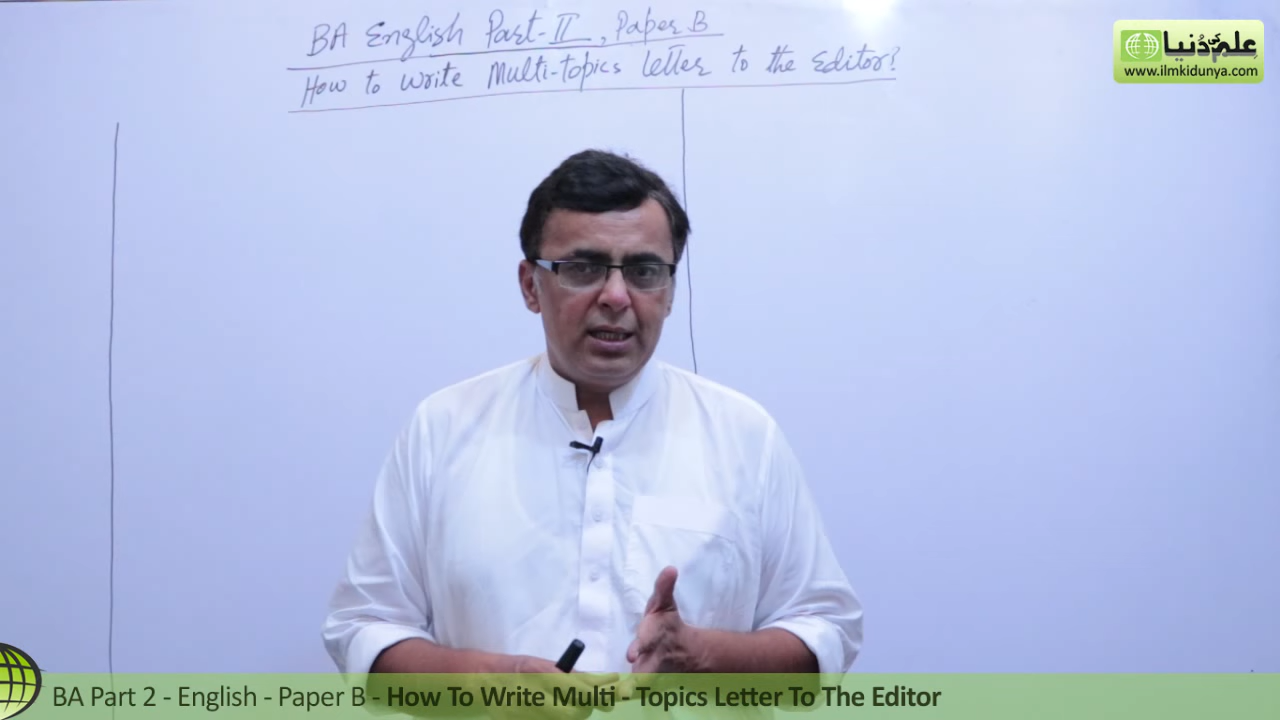 BA English Part-II, Paper B
How to write Multi-topics letter to the Editor?
علم کی دُنیا
www.ilmkidunya.com
BA Part 2 - English - Paper B - How To Write Multi - Topics Letter To The Editor